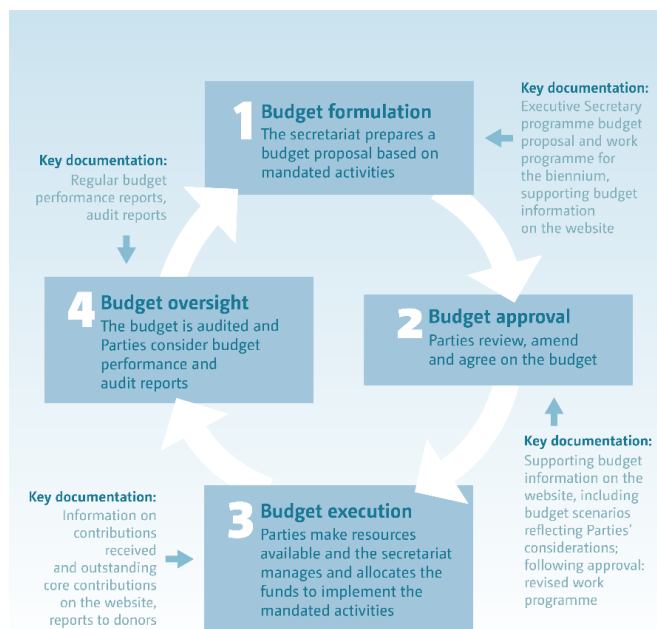 1 Budget formulation
The secretariat prepares a
budget proposal based on
mandated activities
Key documentation:
Executive Secretary
programme budget
proposal and work
programme for
the biennium,
supporting budget
information
on the website
2 Budget approval
Parties review, amend
and agree on the budget
Key documentation:
Supporting budget
information on the
website, including
budget scenarios
reflecting Parties’
considerations;
following approval:
revised work
programme
3 Budget execution
Parties make resources
available and the secretariat
manages and allocates the
funds to implement the
mandated activities
Key documentation:
Information on
contributions
received
and outstanding
core contributions
on the website,
reports to donors
4 Budget oversight
The budget is audited and
Parties consider budget
performance and
audit reports
Key documentation:
Regular budget
performance reports,
audit reports